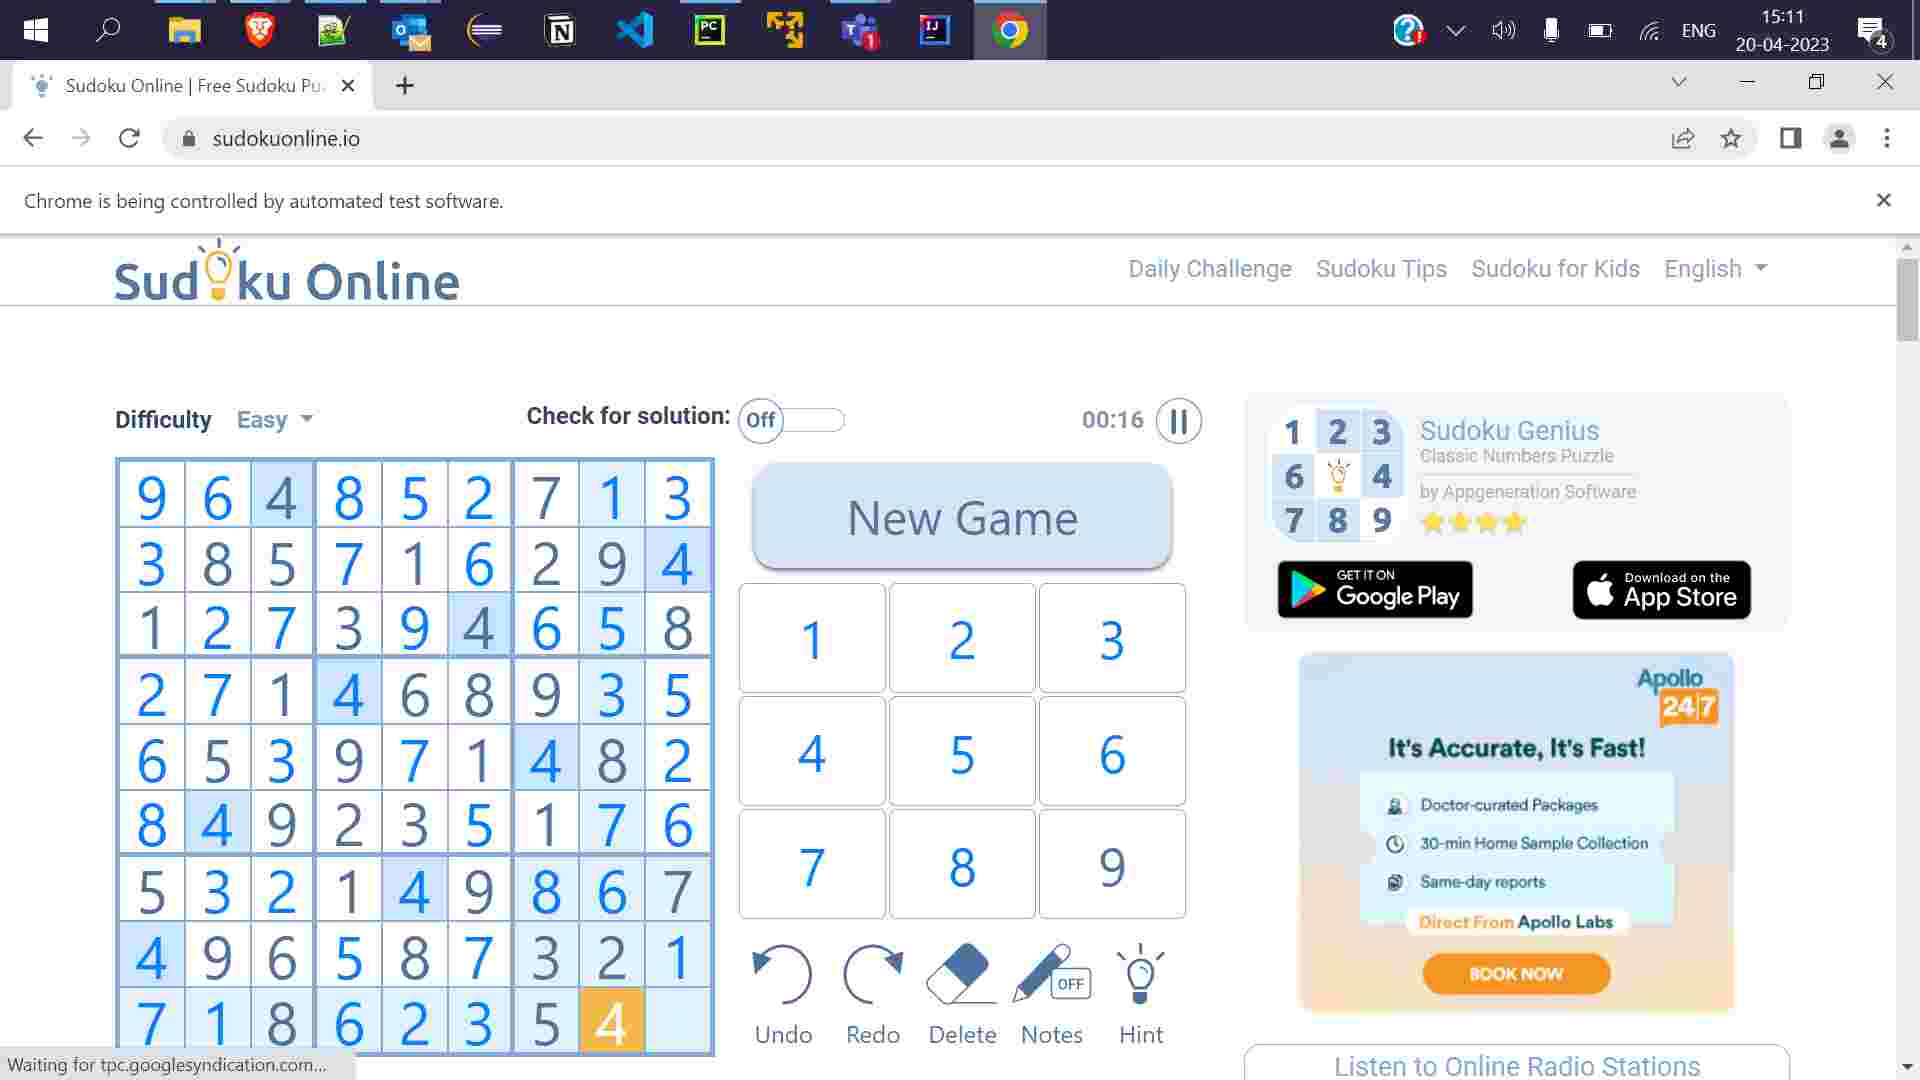 15:11
ENG
20-04-2023
4
PC
T 1
IJ
N
Sudoku Online | Free Sudoku Pu
sudokuonline.io
Chrome is being controlled by automated test software.
Sudoku Online
Daily Challenge Sudoku Tips Sudoku for Kids English
Difficulty Easy Check for solution: Off 00:16
9 6 4 8 5 2 7 1 3
3 8 5 7 1 6 2 9 4
1 2 7 3 9 4 6 5 8
2 7 1 4 6 8 9 3 5
6 5 3 9 7 1 4 8 2
8 4 9 2 3 5 1 7 6
5 3 2 1 4 9 8 6 7
4 9 6 5 8 7 3 2 1
7 1 8 6 2 3 5 4
New Game
1 2 3
4 5 6
7 8 9
OFF
Undo Redo Delete Notes Hint
1 2 3
6 4
7 8 9
Sudoku Genius
Classic Numbers Puzzle
by Appgeneration Software
GET IT ON
Google Play
Download on the
App Store
Apollo
24|7
It's Accurate, It's Fast!
Doctor-curated Packages
30-min Home Sample Collection
Same-day reports
Direct From Apollo Labs
BOOK NOW
Listen to Online Radio Stations
Waiting for tpc.googlesyndication.com...